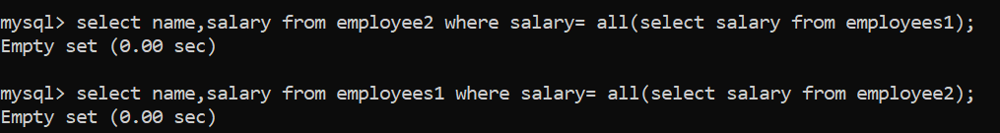 mysql> select name,salary from employee2 where salary= all(select salary from employees1);
Empty set (0.00 sec)
mysql> select name,salary from employees1 where salary= all(select salary from employee2);
Empty set (0.00 sec)